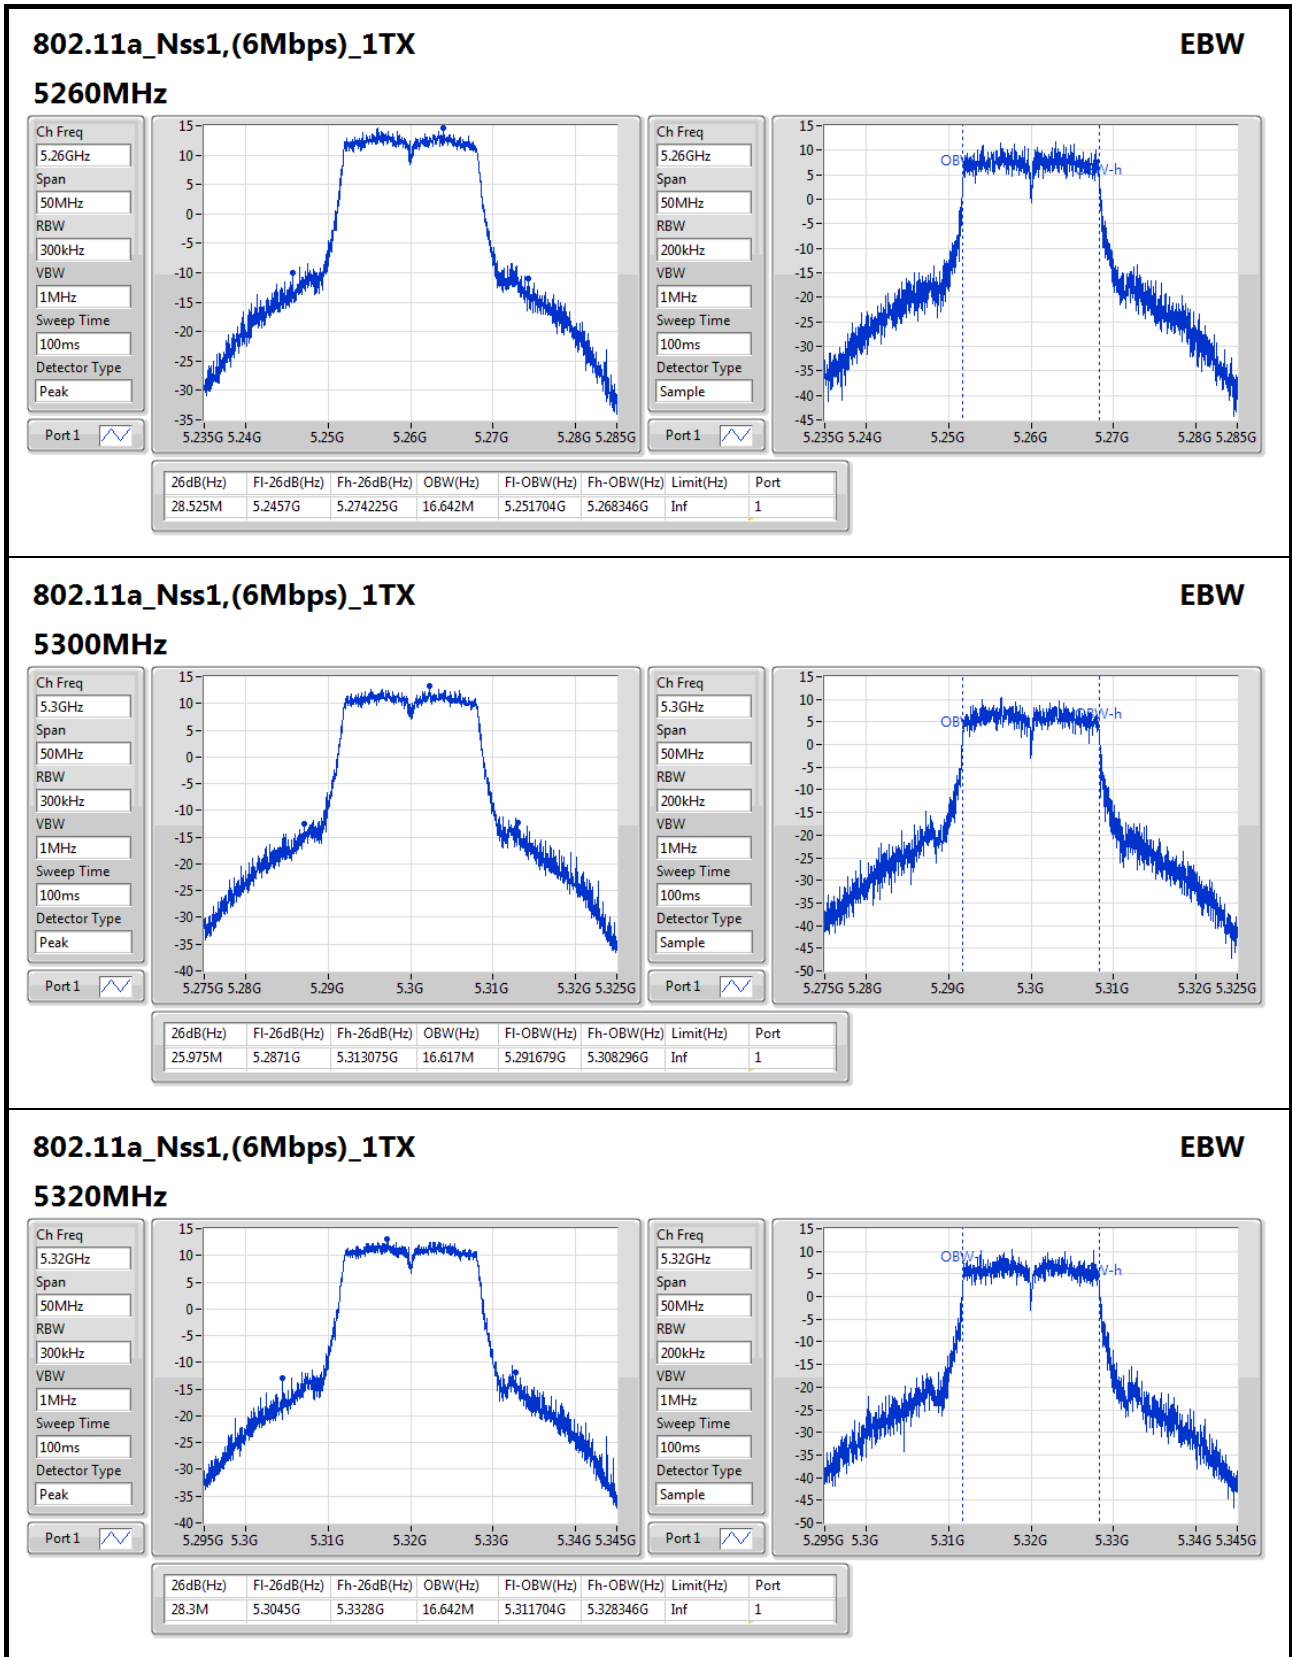 802.11a_Nss1,(6Mbps)_1TX EBW
5260MHz
Ch Freq
5.26GHz
Span
50MHz
RBW
300kHz
VBW
1MHz
Sweep Time
100ms
Detector Type
Peak
Port 1
15
10
5
0
-5
-10
-15
-20
-25
-30
-35
5.235G 5.24G 5.25G 5.26G 5.27G 5.28G 5.285G
Ch Freq
5.26GHz
Span
50MHz
RBW
200kHz
VBW
1MHz
Sweep Time
100ms
Detector Type
Sample
Port 1
15
10
5
0
-5
-10
-15
-20
-25
-30
-35
-40
-45
5.235G 5.24G 5.25G 5.26G 5.27G 5.28G 5.285G
26dB(Hz) Fl-26dB(Hz) Fh-26dB(Hz) OBW(Hz) Fl-OBW(Hz) Fh-OBW(Hz) Limit(Hz) Port
28.525M 5.2457G 5.274225G 16.642M 5.251704G 5.268346G Inf 1
802.11a_Nss1,(6Mbps)_1TX EBW
5300MHz
Ch Freq
5.3GHz
Span
50MHz
RBW
300kHz
VBW
1MHz
Sweep Time
100ms
Detector Type
Peak
Port 1
15
10
5
0
-5
-10
-15
-20
-25
-30
-35
-40
5.275G 5.28G 5.29G 5.3G 5.31G 5.32G 5.325G
Ch Freq
5.3GHz
Span
50MHz
RBW
200kHz
VBW
1MHz
Sweep Time
100ms
Detector Type
Sample
Port 1
15
10
5
0
-5
-10
-15
-20
-25
-30
-35
-40
-45
-50
5.275G 5.28G 5.29G 5.3G 5.31G 5.32G 5.325G
26dB(Hz) Fl-26dB(Hz) Fh-26dB(Hz) OBW(Hz) Fl-OBW(Hz) Fh-OBW(Hz) Limit(Hz) Port
25.975M 5.2871G 5.313075G 16.617M 5.291679G 5.308296G Inf 1
802.11a_Nss1,(6Mbps)_1TX EBW
5320MHz
Ch Freq
5.32GHz
Span
50MHz
RBW
300kHz
VBW
1MHz
Sweep Time
100ms
Detector Type
Peak
Port 1
15
10
5
0
-5
-10
-15
-20
-25
-30
-35
-40
5.295G 5.3G 5.31G 5.32G 5.33G 5.34G 5.345G
Ch Freq
5.32GHz
Span
50MHz
RBW
200kHz
VBW
1MHz
Sweep Time
100ms
Detector Type
Sample
Port 1
15
10
5
0
-5
-10
-15
-20
-25
-30
-35
-40
-45
-50
5.295G 5.3G 5.31G 5.32G 5.33G 5.34G 5.345G
26dB(Hz) Fl-26dB(Hz) Fh-26dB(Hz) OBW(Hz) Fl-OBW(Hz) Fh-OBW(Hz) Limit(Hz) Port
28.3M 5.3045G 5.3328G 16.642M 5.311704G 5.328346G Inf 1